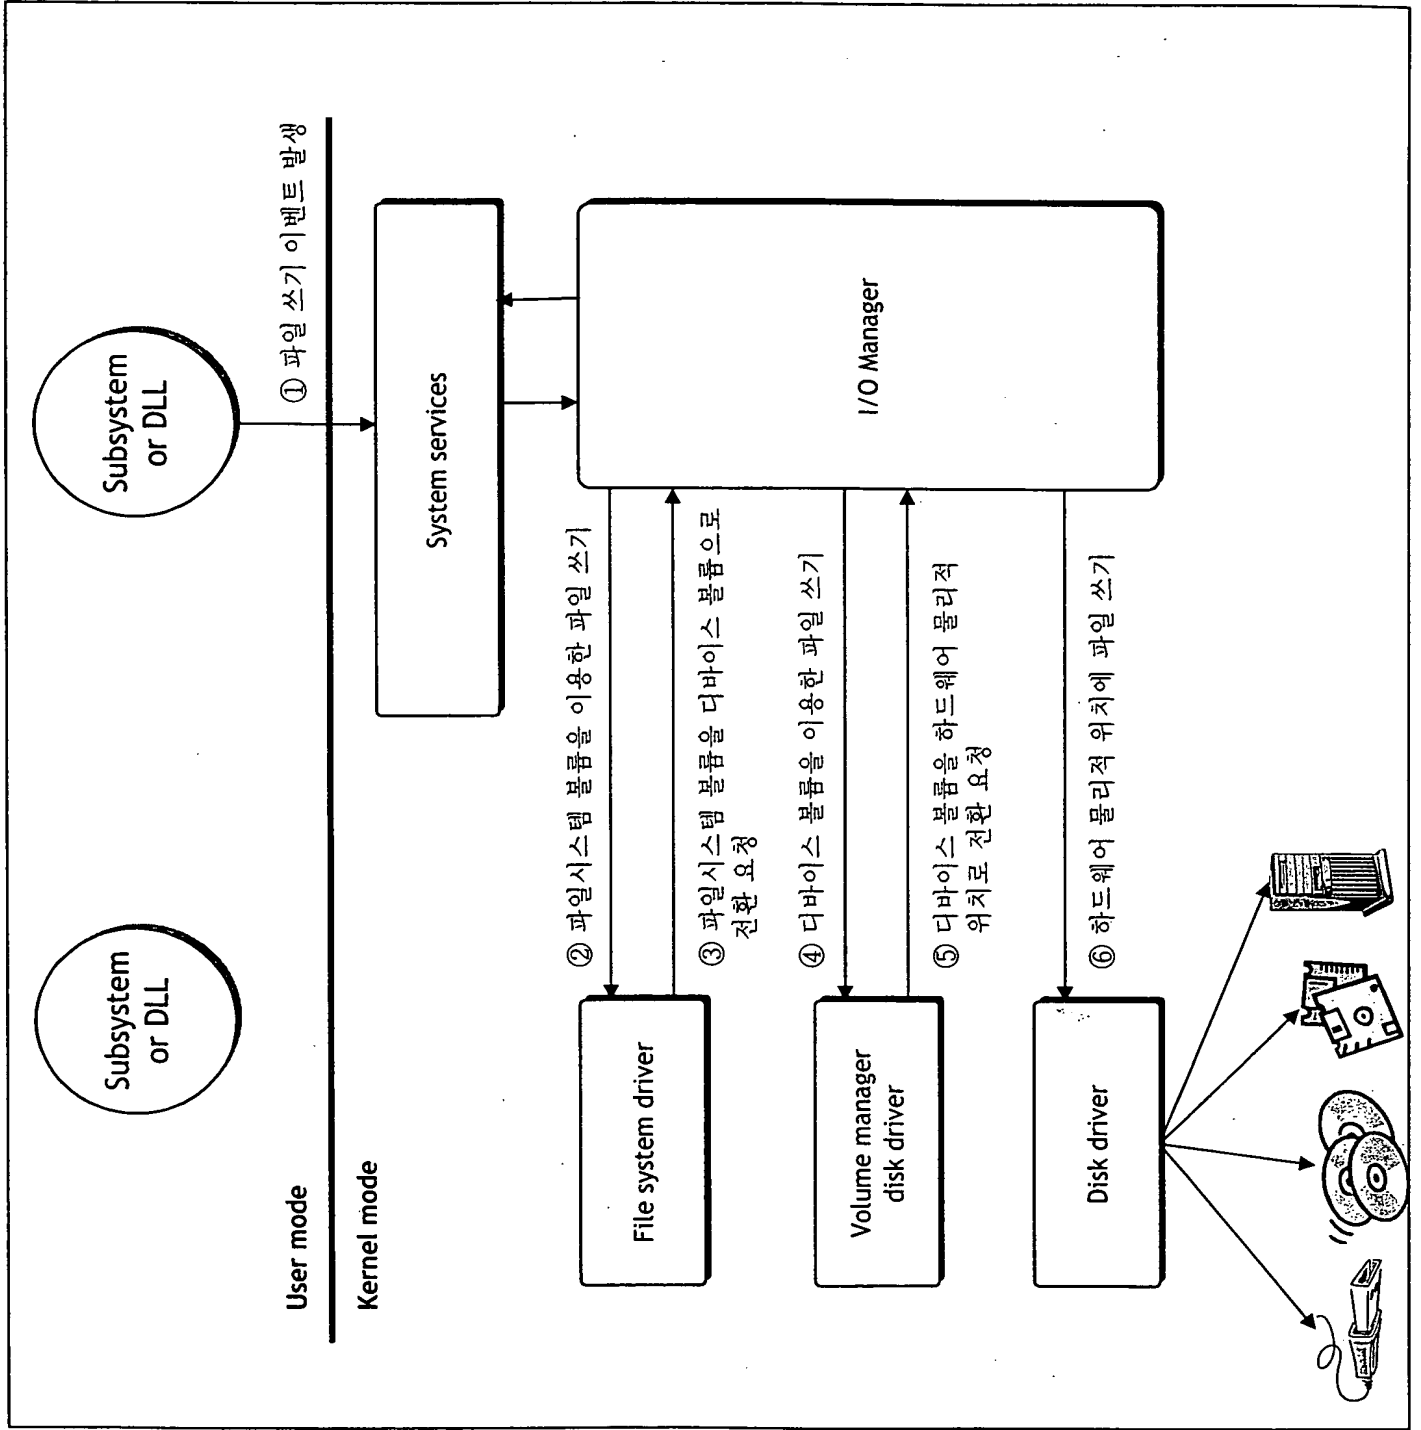 Subsystem
or DLL
Subsystem
or DLL
① 파일 쓰기 이벤트 발생
User mode
Kernel mode
System services
② 파일시스템 볼륨을 이용한 파일 쓰기
File system driver
③ 파일시스템 볼륨을 디바이스 볼륨으로
전환 요청
I/O Manager
④ 디바이스 볼륨을 이용한 파일 쓰기
Volume manager
disk driver
⑤ 디바이스 볼륨을 하드웨어 물리적
위치로 전환 요청
⑥ 하드웨어 물리적 위치에 파일 쓰기
Disk driver